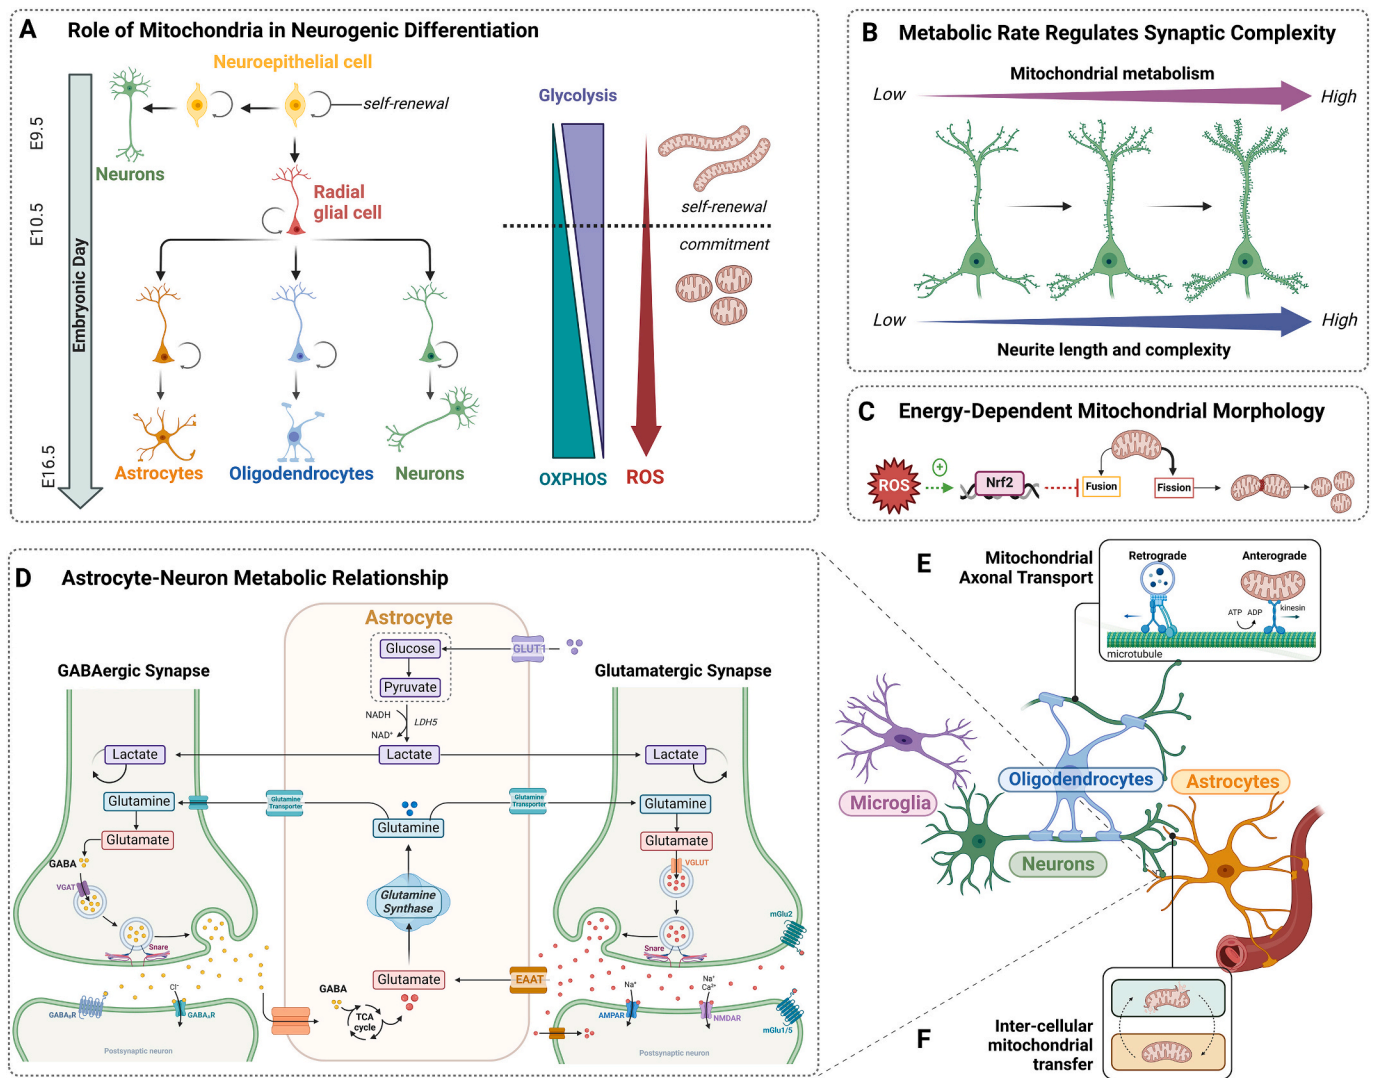 A
Role of Mitochondria in Neurogenic Differentiation
Neuroepithelial cell
self-renewal
Neurons
Radial
glial cell
E9.5
E10.5
E16.5
Embryonic Day
Astrocytes
Oligodendrocytes
Neurons
Glycolysis
self-renewal
commitment
OXPHOS
ROS
B
Metabolic Rate Regulates Synaptic Complexity
Mitochondrial metabolism
Low
High
Low
High
Neurite length and complexity
C
Energy-Dependent Mitochondrial Morphology
ROS
+
Nrf2
Fusion
Fission
D
Astrocyte-Neuron Metabolic Relationship
Astrocyte
Glucose
GLUT1
Pyruvate
NADH
LDH5
NAD+
Lactate
GABAergic Synapse
Lactate
Glutamine
Glutamate
GABA
VGAT
Snare
Cl-
GABABR
GABAAR
Postsynaptic neuron
Glutamine
Transporter
Glutamine
Transporter
Glutamine
Glutamine
Synthase
Glutamate
EAAT
GABA
TCA
cycle
Glutamatergic Synapse
Lactate
Glutamine
Glutamate
VGLUT
mGlu2
Snare
Na+
Na+
Ca2+
AMPAR
NMDAR
mGlu1/5
Postsynaptic neuron
E
Mitochondrial
Axonal Transport
Retrograde
Anterograde
ATP
ADP
kinesin
microtubule
Microglia
Oligodendrocytes
Astrocytes
Neurons
F
Inter-cellular
mitochondrial
transfer